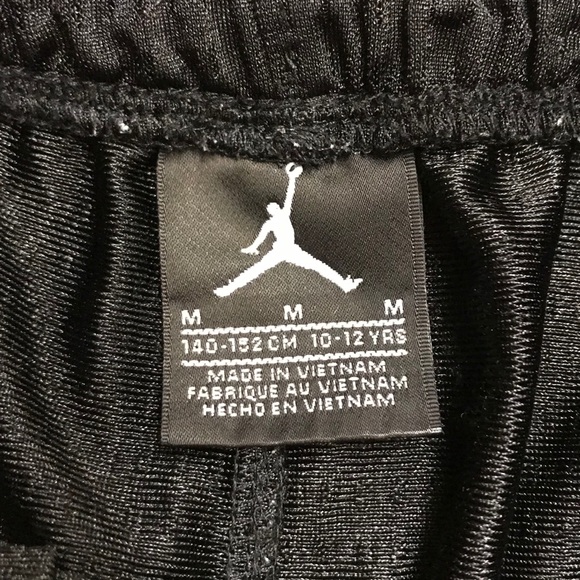 M M M
140-152 CM 10-12 YRS
MADE IN VIETNAM
FABRIQUE AU VIETNAM
HECHO EN VIETNAM